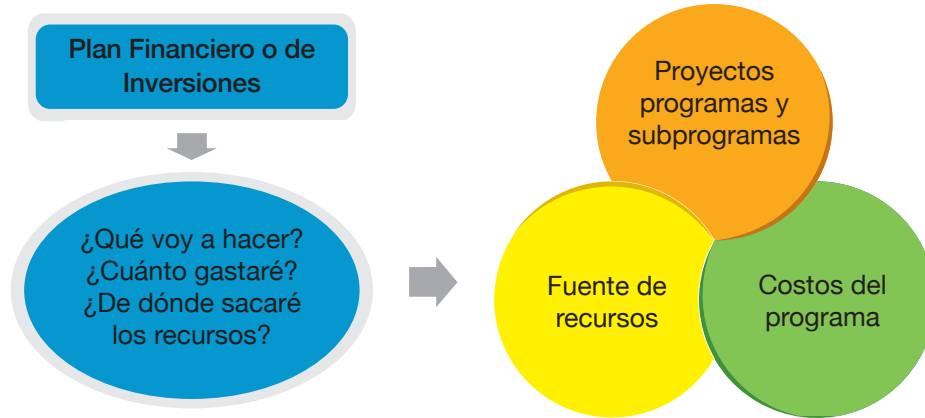 Plan Financiero o de
Inversiones
¿Qué voy a hacer?
¿Cuánto gastaré?
¿De dónde sacaré
los recursos?
Proyectos
programas y
subprogramas
Fuente de
recursos
Costos del
programa